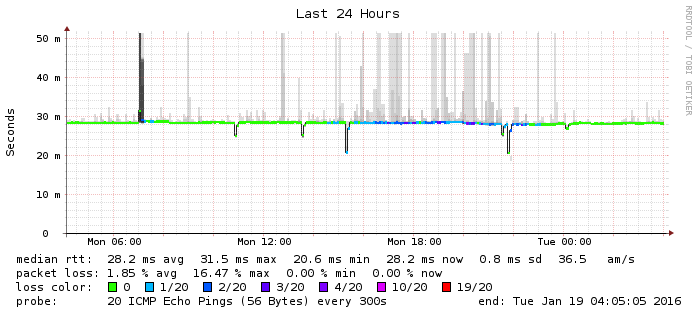 Last 24 Hours
RRDTOOL / TOBI OETIKER
Seconds
50 m
40 m
30 m
20 m
10 m
0
Mon 06:00 Mon 12:00 Mon 18:00 Tue 00:00
median rtt: 28.2 ms avg 31.5 ms max 20.6 ms min 28.2 ms now 0.8 ms sd 36.5 am/s
packet loss: 1.85 % avg 16.47 % max 0.00 % min 0.00 % now
loss color: 0 1/20 2/20 3/20 4/20 10/20 19/20
probe: 20 ICMP Echo Pings (56 Bytes) every 300s end: Tue Jan 19 04:05:05 2016